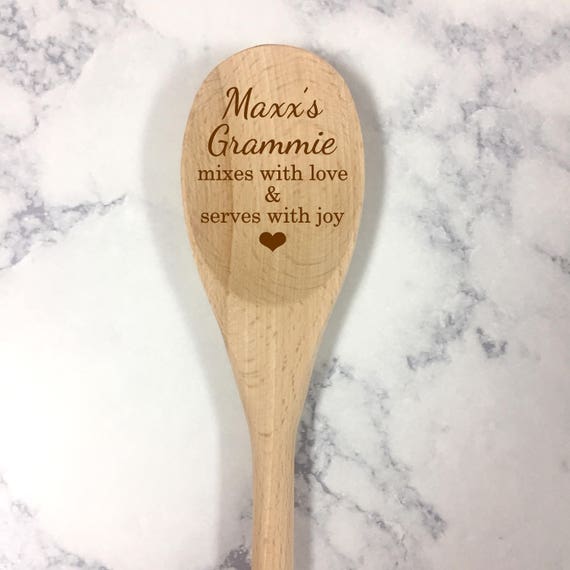 Maxx's
Grammie
mixes with love
&
serves with joy